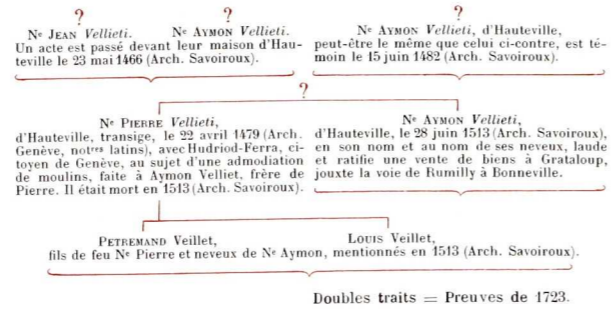 ?
?
?
Nᵉ JEAN Vellieti.
Nᵉ AYMON Vellieti.
Un acte est passé devant leur maison d'Hau-
teville le 23 mai 1466 (Arch. Savoiroux).
Nᵉ AYMON Vellieti, d'Hauteville,
peut-être le même que celui ci-contre, est té-
moin le 15 juin 1482 (Arch. Savoiroux).
?
Nᵉ PIERRE Vellieti,
d'Hauteville, transige, le 22 avril 1479 (Arch.
Genève, notʳᵉˢ latins), avec Hudriod-Ferra, ci-
toyen de Genève, au sujet d'une admodiation
de moulins, faite à Aymon Velliet, frère de
Pierre. Il était mort en 1513 (Arch. Savoiroux).
Nᵉ AYMON Vellieti,
d'Hauteville, le 28 juin 1513 (Arch. Savoiroux),
en son nom et au nom de ses neveux, laude
et ratifie une vente de biens à Grataloup,
jouxte la voie de Rumilly à Bonneville.
PETREMAND Veillet,
LOUIS Veillet,
fils de feu Nᵉ Pierre et neveux de Nᵉ Aymon, mentionnés en 1513 (Arch. Savoiroux).
Doubles traits = Preuves de 1723.